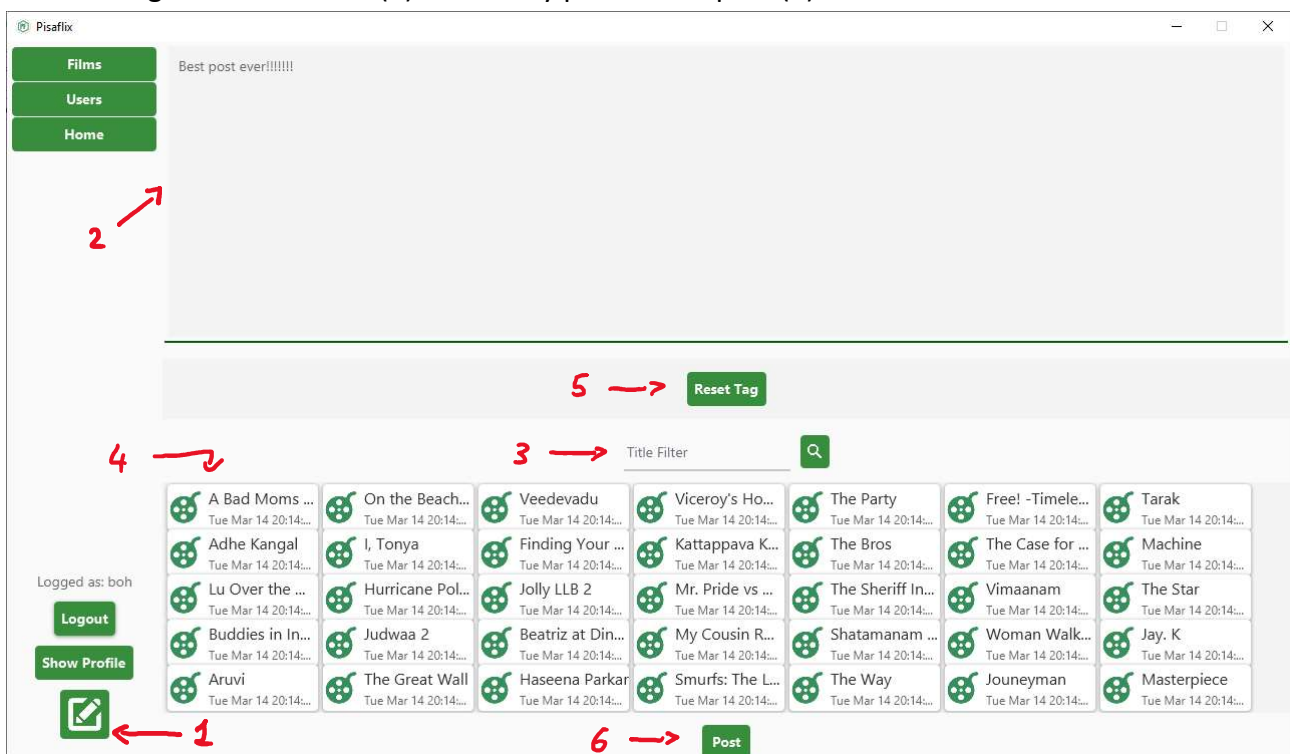 Pisaflix
Films
Users
Home
Best post ever!!!!!!!
2
5
Reset Tag
4
3
Title Filter
A Bad Moms ... On the Beach... Veedevadu Viceroy's Ho... The Party Free! -Timele... Tarak
Tue Mar 14 20:14:... Tue Mar 14 20:14:... Tue Mar 14 20:14:... Tue Mar 14 20:14:... Tue Mar 14 20:14:... Tue Mar 14 20:14:... Tue Mar 14 20:14:...
Adhe Kangal I, Tonya Finding Your ... Kattappava K... The Bros The Case for ... Machine
Tue Mar 14 20:14:... Tue Mar 14 20:14:... Tue Mar 14 20:14:... Tue Mar 14 20:14:... Tue Mar 14 20:14:... Tue Mar 14 20:14:... Tue Mar 14 20:14:...
Lu Over the ... Hurricane Pol... Jolly LLB 2 Mr. Pride vs ... The Sheriff In... Vimaanam The Star
Tue Mar 14 20:14:... Tue Mar 14 20:14:... Tue Mar 14 20:14:... Tue Mar 14 20:14:... Tue Mar 14 20:14:... Tue Mar 14 20:14:... Tue Mar 14 20:14:...
Buddies in In... Judwaa 2 Beatriz at Din... My Cousin R... Shatamanam ... Woman Walk... Jay. K
Tue Mar 14 20:14:... Tue Mar 14 20:14:... Tue Mar 14 20:14:... Tue Mar 14 20:14:... Tue Mar 14 20:14:... Tue Mar 14 20:14:... Tue Mar 14 20:14:...
Aruvi The Great Wall Haseena Parkar Smurfs: The L... The Way Jouneyman Masterpiece
Tue Mar 14 20:14:... Tue Mar 14 20:14:... Tue Mar 14 20:14:... Tue Mar 14 20:14:... Tue Mar 14 20:14:... Tue Mar 14 20:14:... Tue Mar 14 20:14:...
Logged as: boh
Logout
Show Profile
1
6
Post